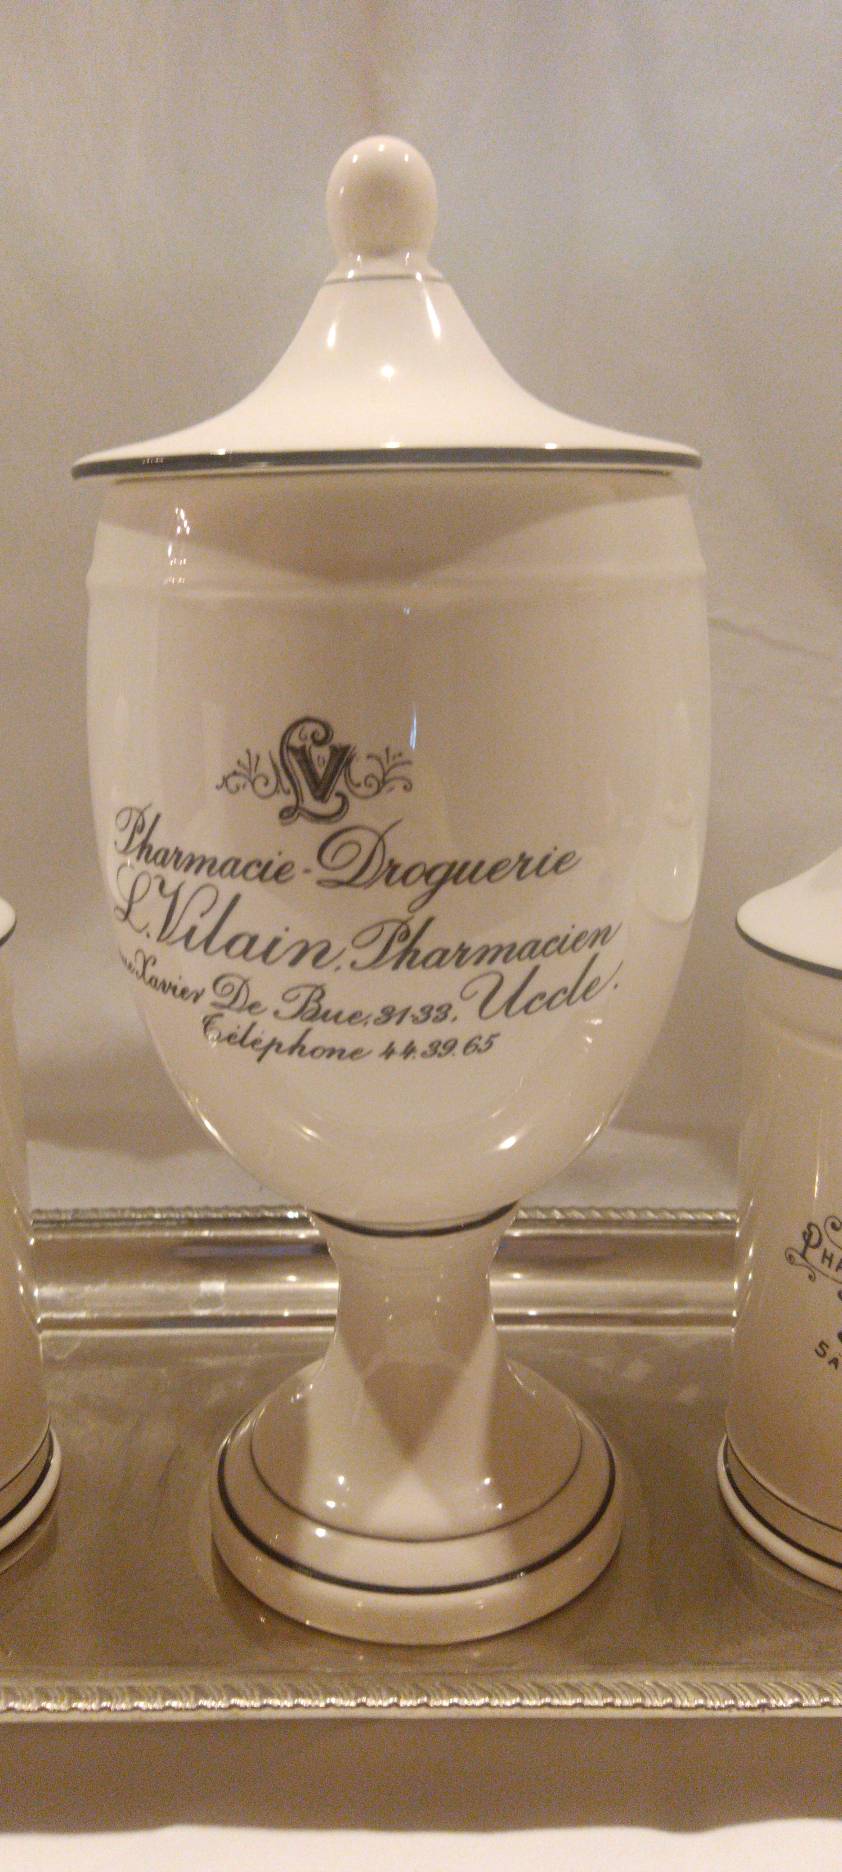 LV
Pharmacie-Droguerie
L. Vilain, Pharmacien
Xavier De Bue, 31-33, Uccle.
Téléphone 44.39.65